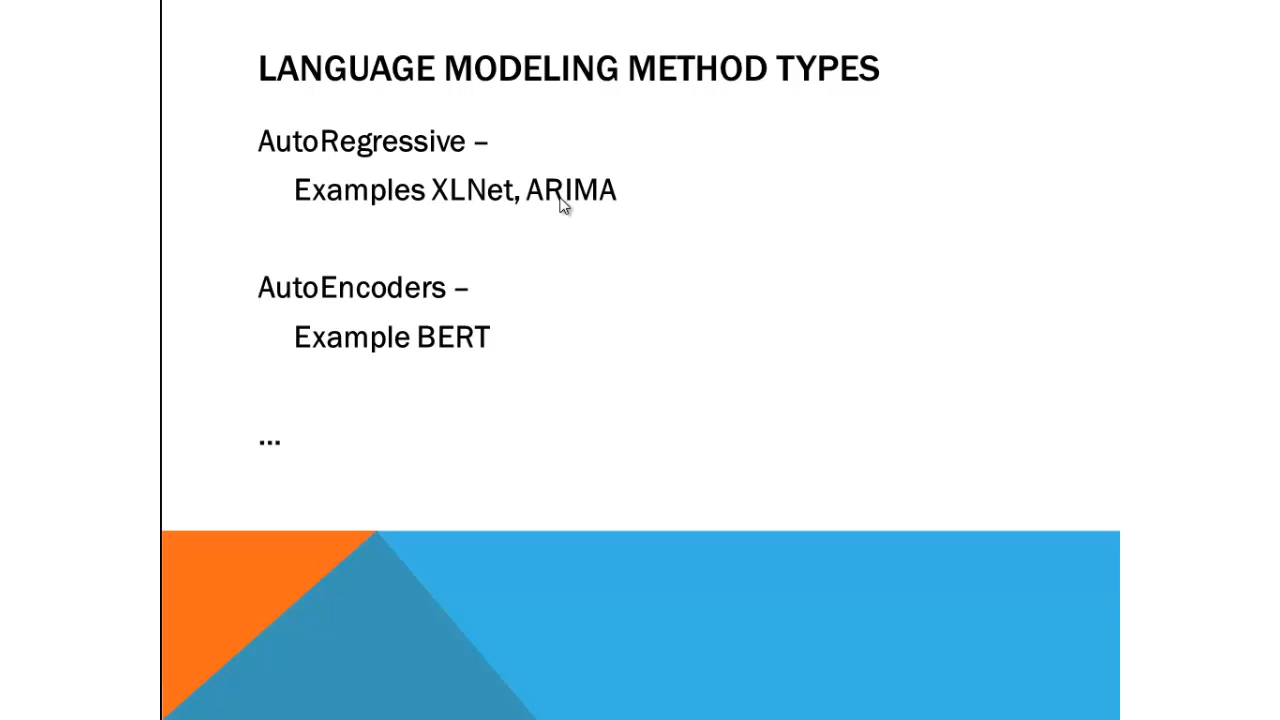 LANGUAGE MODELING METHOD TYPES
AutoRegressive –
Examples XLNet, ARIMA
AutoEncoders –
Example BERT
...